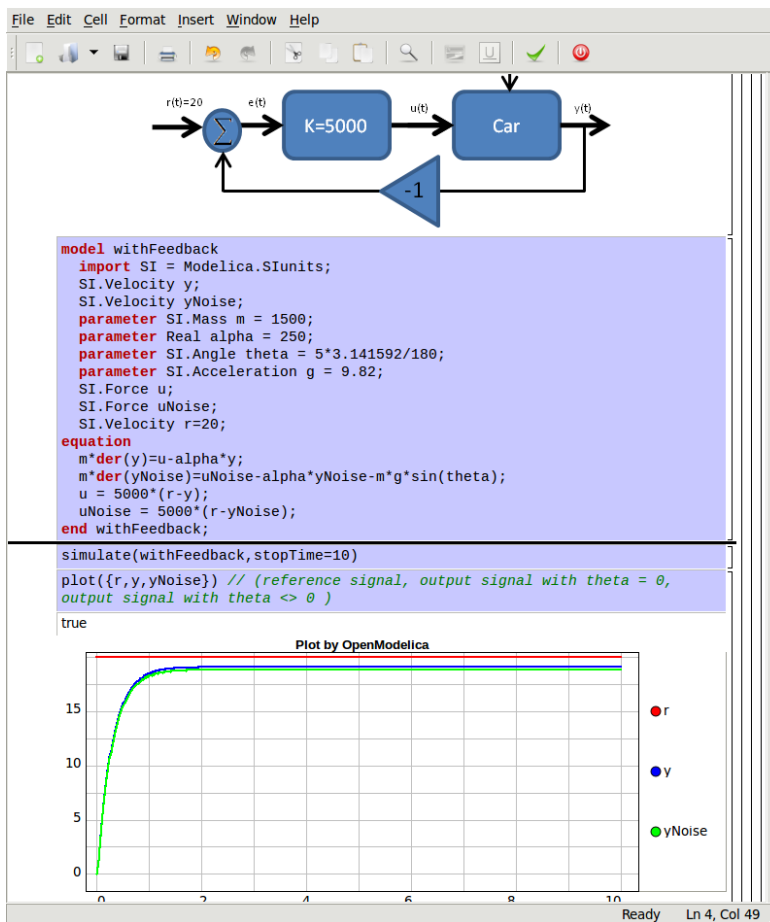 File Edit Cell Format Insert Window Help
r(t)=20 e(t) u(t) y(t)
Σ K=5000 Car
-1
model withFeedback
import SI = Modelica.SIunits;
SI.Velocity y;
SI.Velocity yNoise;
parameter SI.Mass m = 1500;
parameter Real alpha = 250;
parameter SI.Angle theta = 5*3.141592/180;
parameter SI.Acceleration g = 9.82;
SI.Force u;
SI.Force uNoise;
SI.Velocity r=20;
equation
m*der(y)=u-alpha*y;
m*der(yNoise)=uNoise-alpha*yNoise-m*g*sin(theta);
u = 5000*(r-y);
uNoise = 5000*(r-yNoise);
end withFeedback;
simulate(withFeedback,stopTime=10)
plot({r,y,yNoise}) // (reference signal, output signal with theta = 0,
output signal with theta <> 0 )
true
Plot by OpenModelica
15
10
5
0
r
y
yNoise
0 2 4 6 8 10
Ready Ln 4, Col 49